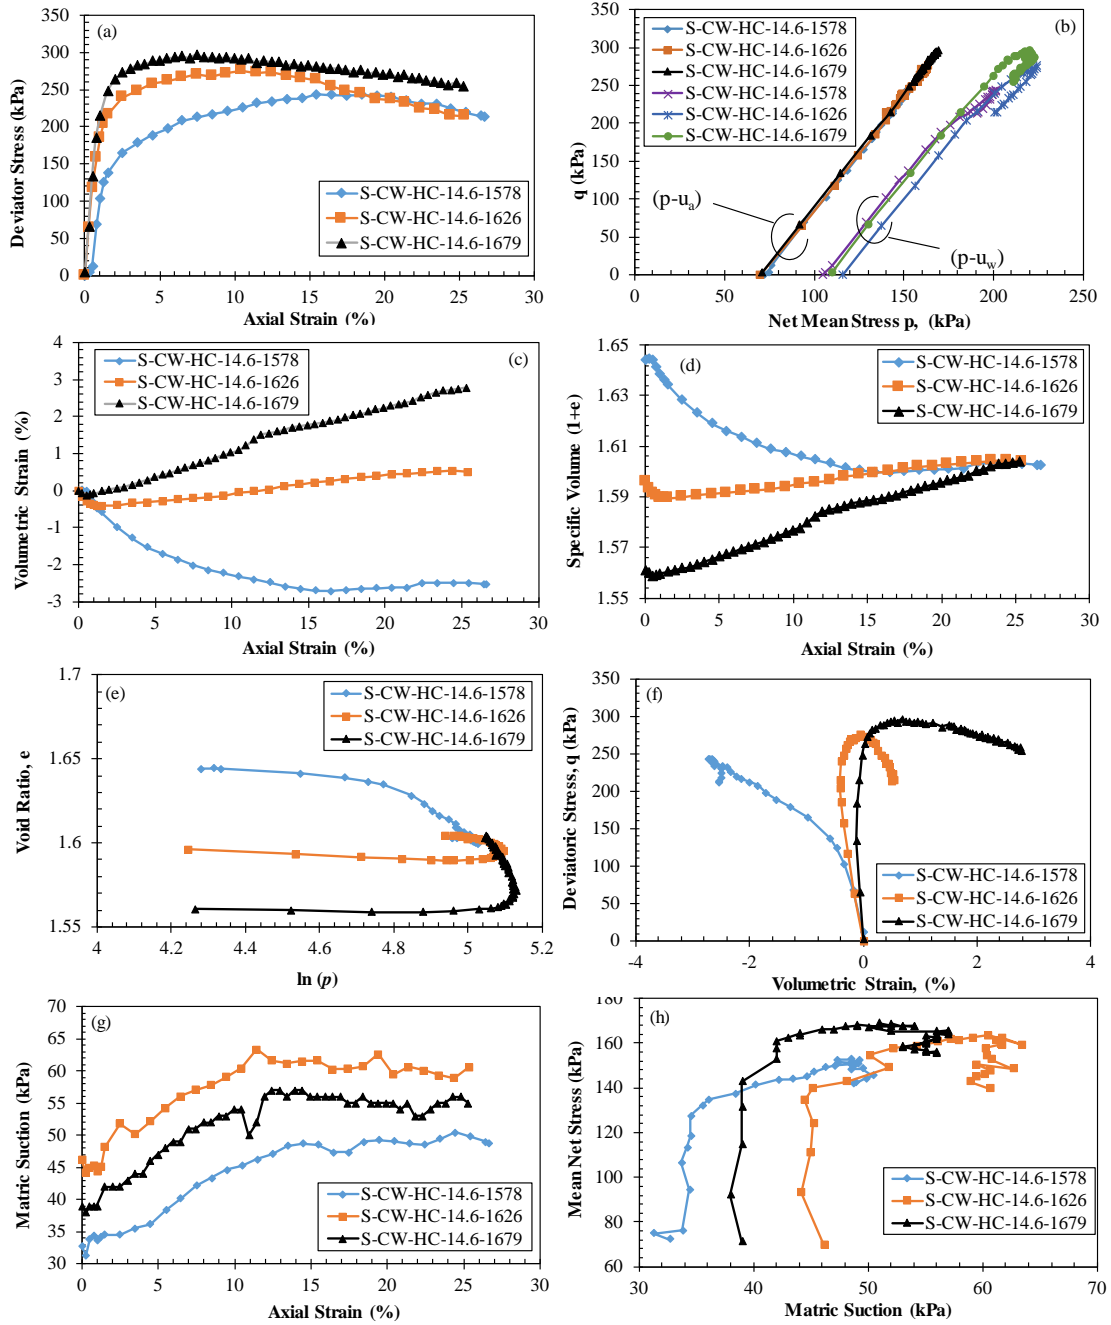 (a)
Deviator Stress (kPa)
350
300
250
200
150
100
50
0
S-CW-HC-14.6-1578
S-CW-HC-14.6-1626
S-CW-HC-14.6-1679
0 5 10 15 20 25 30
Axial Strain (%)
(b)
q (kPa)
350
300
250
200
150
100
50
0
S-CW-HC-14.6-1578
S-CW-HC-14.6-1626
S-CW-HC-14.6-1679
S-CW-HC-14.6-1578
S-CW-HC-14.6-1626
S-CW-HC-14.6-1679
(p-ua)
(p-uw)
0 50 100 150 200 250
Net Mean Stress p, (kPa)
(c)
Volumetric Strain (%)
4
3
2
1
0
-1
-2
-3
S-CW-HC-14.6-1578
S-CW-HC-14.6-1626
S-CW-HC-14.6-1679
0 5 10 15 20 25 30
Axial Strain (%)
(d)
Specific Volume (1+e)
1.65
1.63
1.61
1.59
1.57
1.55
S-CW-HC-14.6-1578
S-CW-HC-14.6-1626
S-CW-HC-14.6-1679
0 5 10 15 20 25 30
Axial Strain (%)
(e)
Void Ratio, e
1.7
1.65
1.6
1.55
S-CW-HC-14.6-1578
S-CW-HC-14.6-1626
S-CW-HC-14.6-1679
4 4.2 4.4 4.6 4.8 5 5.2
ln (p)
(f)
Deviatoric Stress, q (kPa)
350
300
250
200
150
100
50
0
S-CW-HC-14.6-1578
S-CW-HC-14.6-1626
S-CW-HC-14.6-1679
-4 -2 0 2 4
Volumetric Strain, (%)
(g)
Matric Suction (kPa)
70
65
60
55
50
45
40
35
30
S-CW-HC-14.6-1578
S-CW-HC-14.6-1626
S-CW-HC-14.6-1679
0 5 10 15 20 25 30
Axial Strain (%)
(h)
Mean Net Stress (kPa)
180
160
140
120
100
80
60
S-CW-HC-14.6-1578
S-CW-HC-14.6-1626
S-CW-HC-14.6-1679
30 40 50 60 70
Matric Suction (kPa)